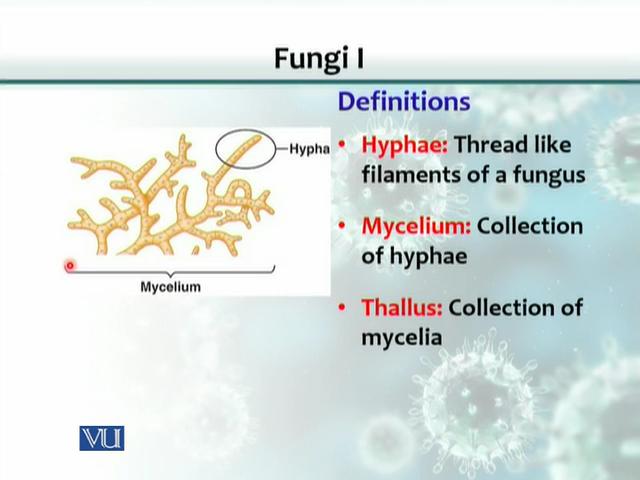 Fungi I
Definitions
Hypha
• Hyphae: Thread like
filaments of a fungus
• Mycelium: Collection
of hyphae
Mycelium
• Thallus: Collection of
mycelia
VU